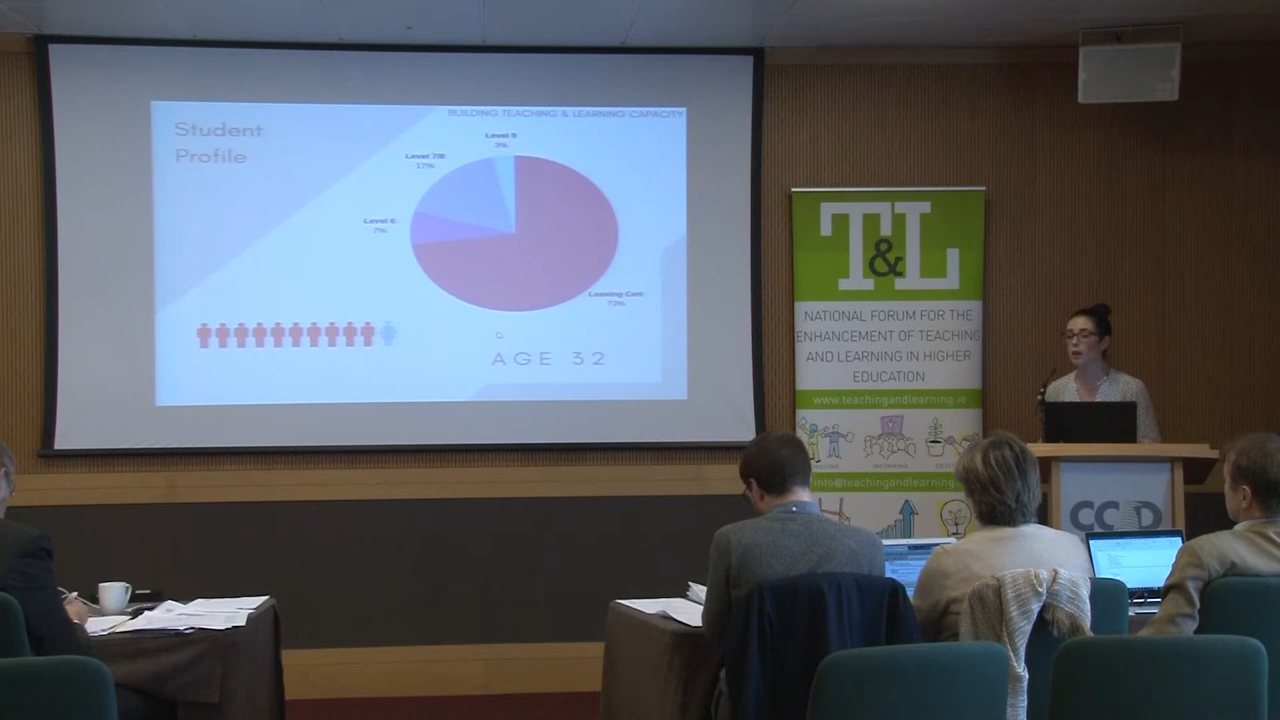 BUILDING TEACHING & LEARNING CAPACITY
Student
Profile
Level 9
3%
Level 7/8
17%
Level 6
7%
Leaving Cert
73%
AGE 32
T&L
NATIONAL FORUM FOR THE
ENHANCEMENT OF TEACHING
AND LEARNING IN HIGHER
EDUCATION
www.teachingandlearning.ie
INFORMING
info@teachingandlearning.
CCD